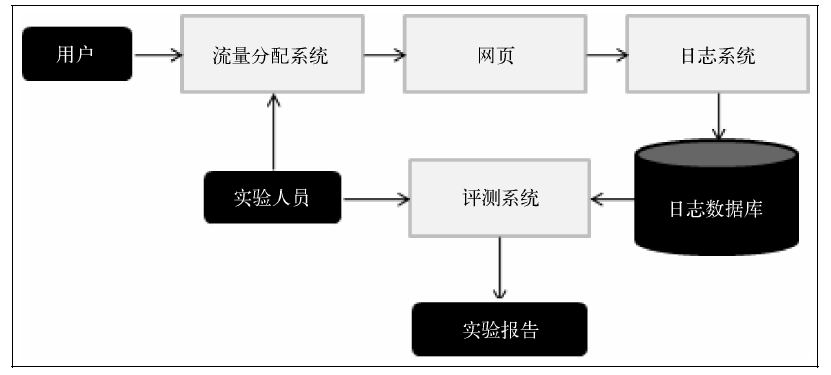 用户
流量分配系统
网页
日志系统
实验人员
评测系统
日志数据库
实验报告